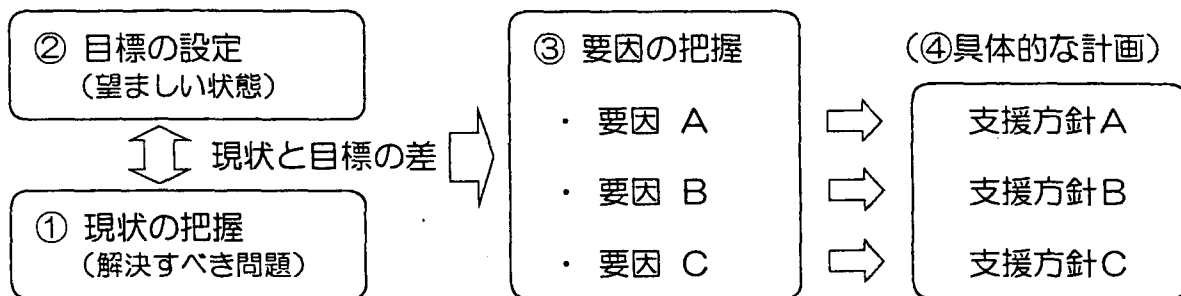 ② 目標の設定
(望ましい状態)
現状と目標の差
① 現状の把握
(解決すべき問題)
③ 要因の把握
・ 要因 A
・ 要因 B
・ 要因 C
(④具体的な計画)
支援方針A
支援方針B
支援方針C